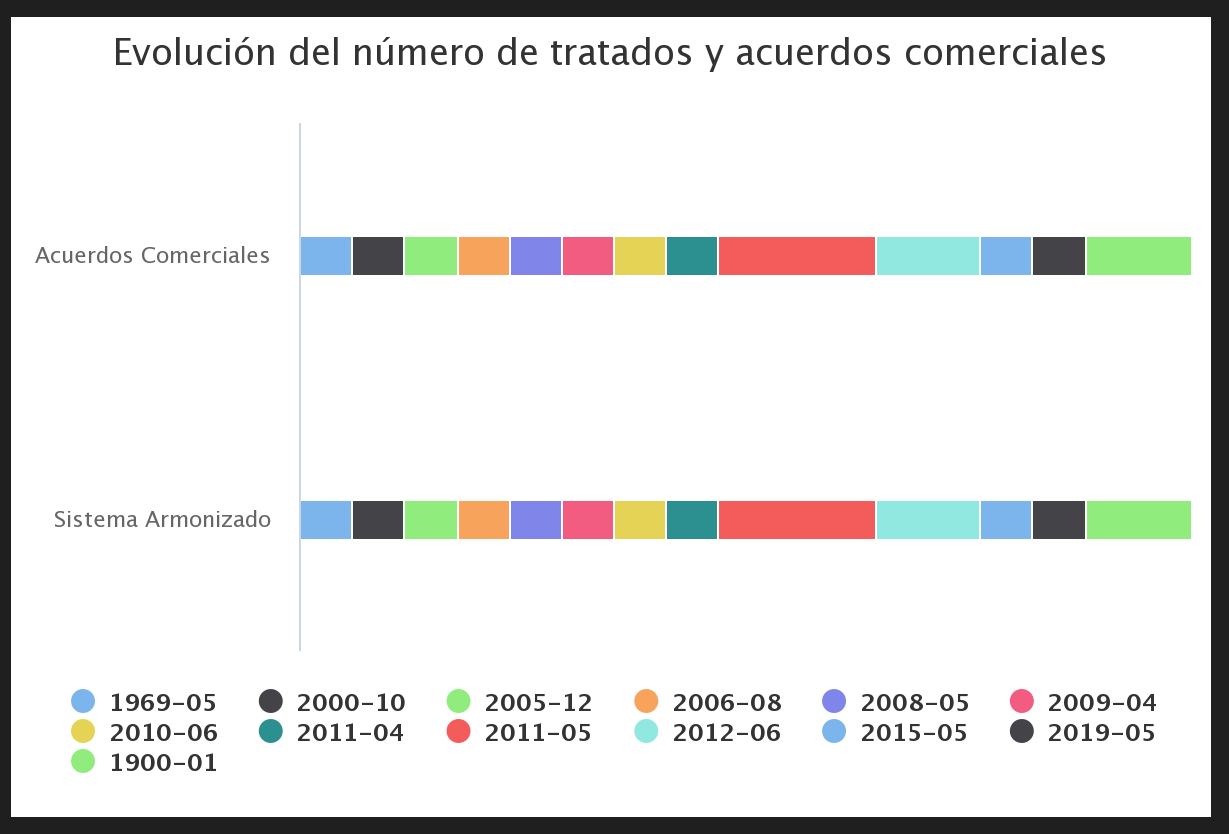 Evolución del número de tratados y acuerdos comerciales
Acuerdos Comerciales
Sistema Armonizado
1969-05 2000-10 2005-12 2006-08 2008-05 2009-04
2010-06 2011-04 2011-05 2012-06 2015-05 2019-05
1900-01